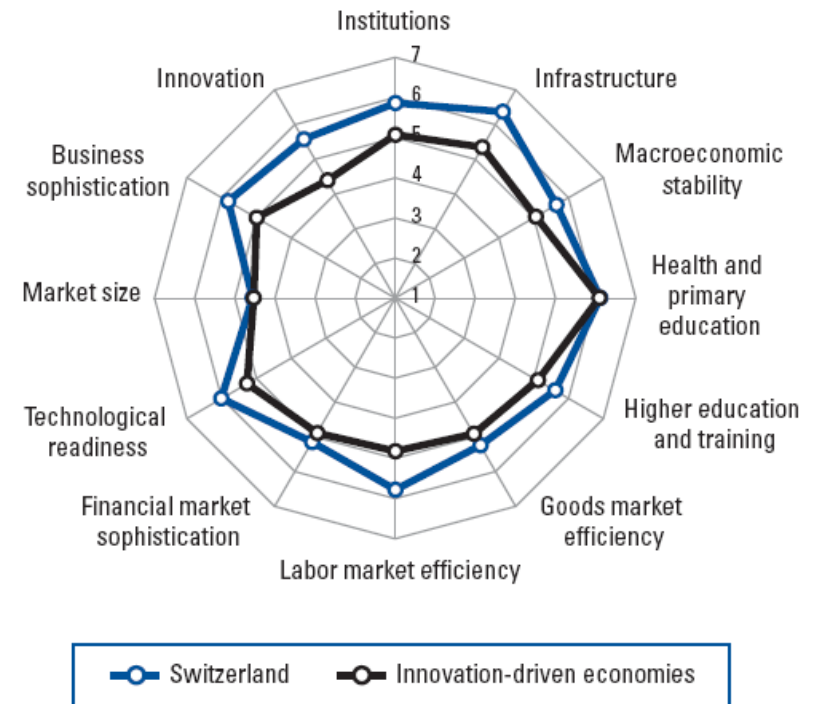 Institutions
7
Innovation
Infrastructure
6
5
Business
sophistication
Macroeconomic
stability
4
3
2
Market size
1
Health and
primary
education
Technological
readiness
Higher education
and training
Financial market
sophistication
Goods market
efficiency
Labor market efficiency
Switzerland
Innovation-driven economies